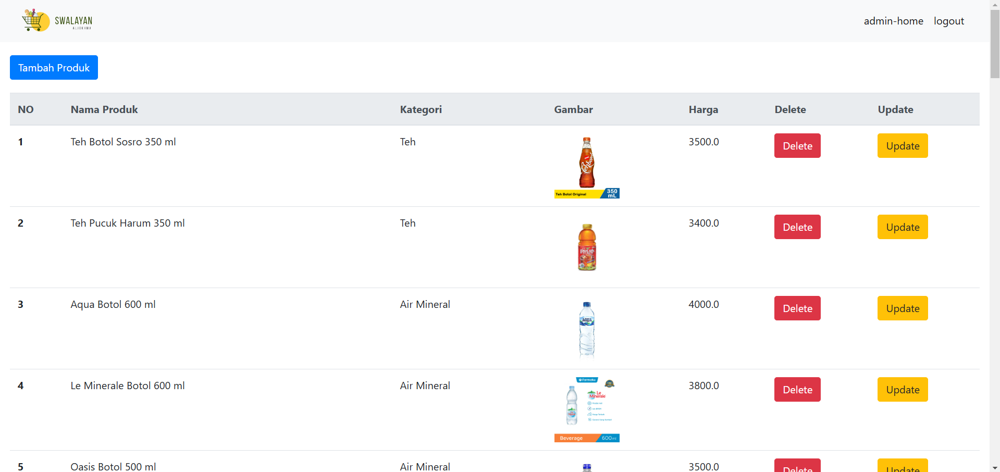 SWALAYAN
ALJOKHMA
admin-home logout
Tambah Produk
NO Nama Produk Kategori Gambar Harga Delete Update
1 Teh Botol Sosro 350 ml Teh 3500.0 Delete Update
Tehbotol
Teh Botol Original 350 mL
2 Teh Pucuk Harum 350 ml Teh 3400.0 Delete Update
Pucuk
3 Aqua Botol 600 ml Air Mineral 4000.0 Delete Update
AQUA
4 Le Minerale Botol 600 ml Air Mineral 3800.0 Delete Update
Farmaku
Le Minerale
Beverage 600ml
5 Oasis Botol 500 ml Air Mineral 3500.0 Delete Update